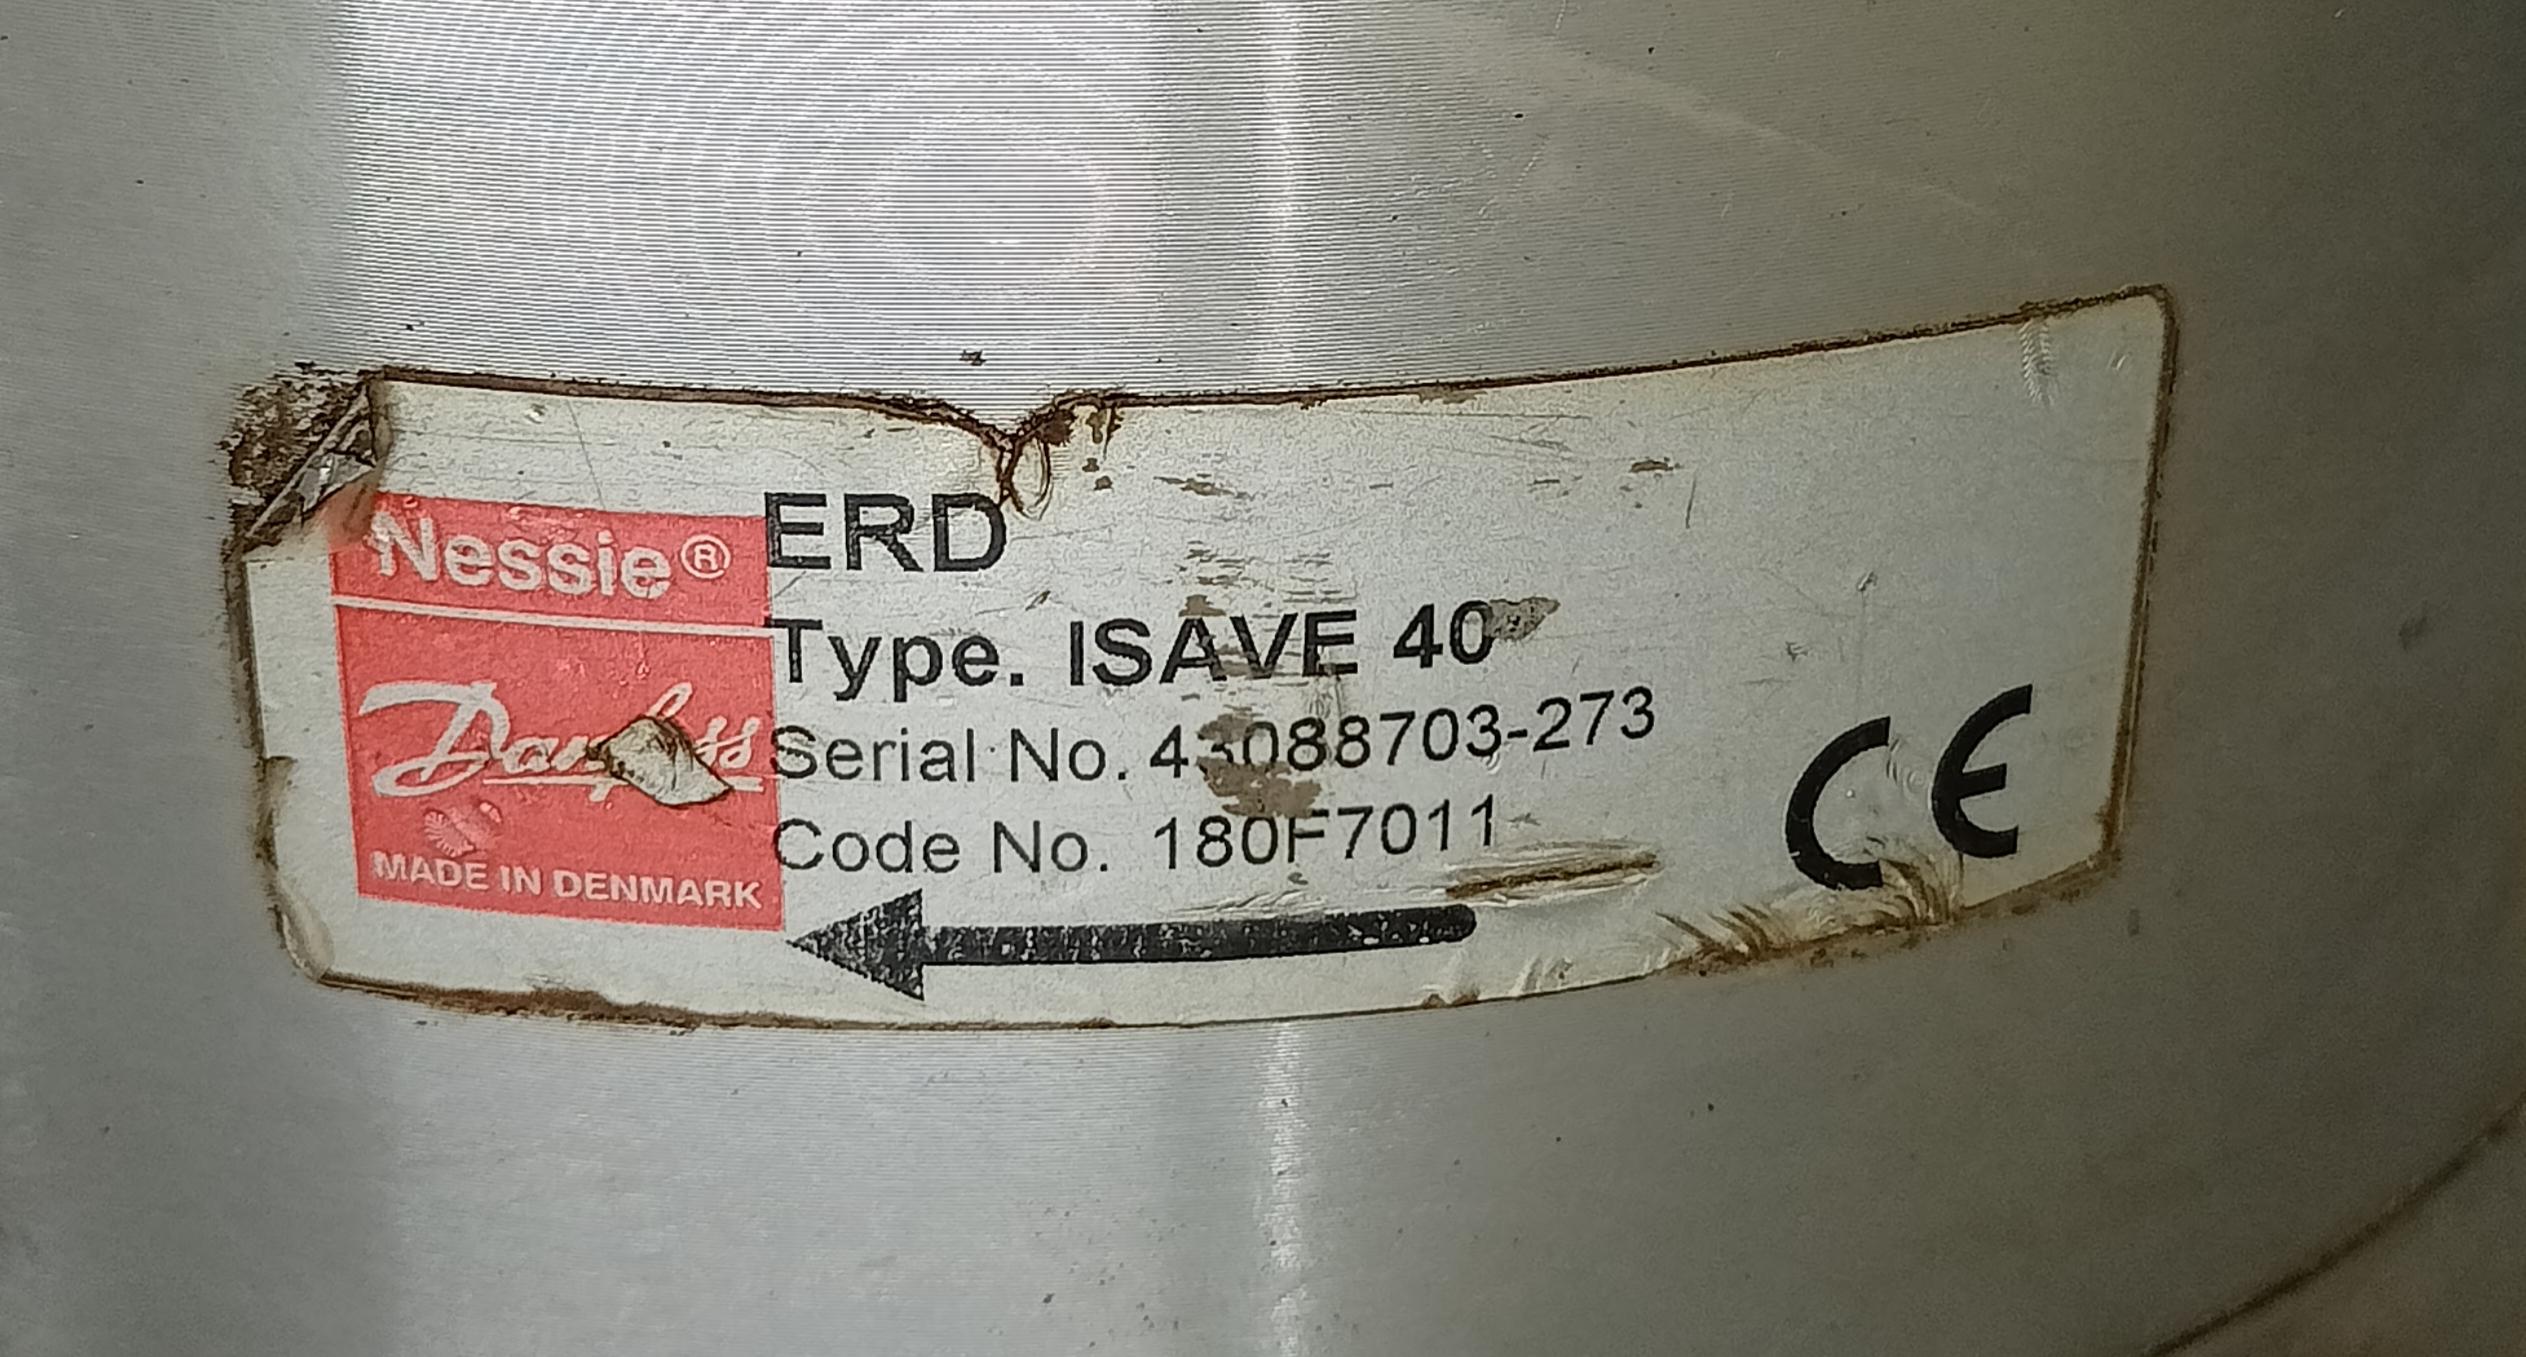 Nessie®
Danfoss
MADE IN DENMARK
ERD
Type. ISAVE 40
Serial No. 43088703-273
Code No. 180F7011
CE